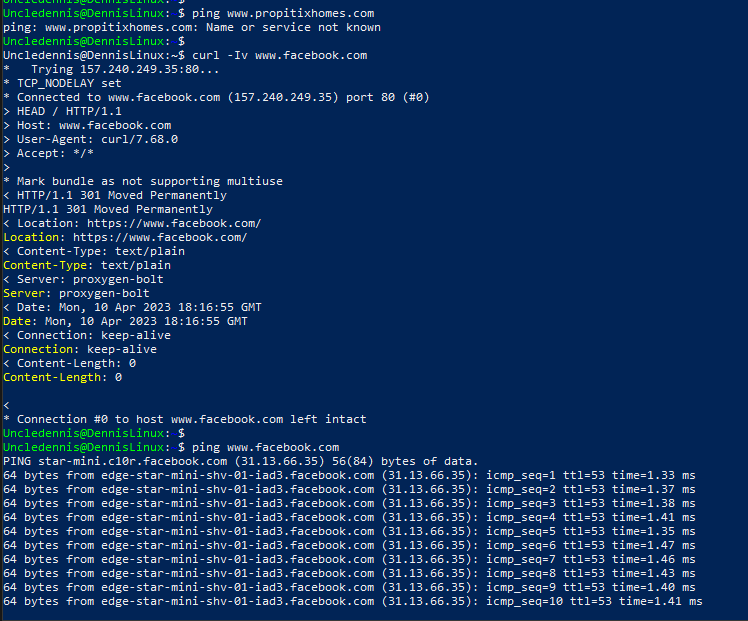 Uncledennis@DennisLinux: $
Uncledennis@DennisLinux: $ ping www.propitixhomes.com
ping: www.propitixhomes.com: Name or service not known
Uncledennis@DennisLinux: $
Uncledennis@DennisLinux:~$ curl -Iv www.facebook.com
*   Trying 157.240.249.35:80...
* TCP_NODELAY set
* Connected to www.facebook.com (157.240.249.35) port 80 (#0)
> HEAD / HTTP/1.1
> Host: www.facebook.com
> User-Agent: curl/7.68.0
> Accept: */*
>
* Mark bundle as not supporting multiuse
< HTTP/1.1 301 Moved Permanently
HTTP/1.1 301 Moved Permanently
< Location: https://www.facebook.com/
Location: https://www.facebook.com/
< Content-Type: text/plain
Content-Type: text/plain
< Server: proxygen-bolt
Server: proxygen-bolt
< Date: Mon, 10 Apr 2023 18:16:55 GMT
Date: Mon, 10 Apr 2023 18:16:55 GMT
< Connection: keep-alive
Connection: keep-alive
< Content-Length: 0
Content-Length: 0
<
* Connection #0 to host www.facebook.com left intact
Uncledennis@DennisLinux: $
Uncledennis@DennisLinux: $ ping www.facebook.com
PING star-mini.c10r.facebook.com (31.13.66.35) 56(84) bytes of data.
64 bytes from edge-star-mini-shv-01-iad3.facebook.com (31.13.66.35): icmp_seq=1 ttl=53 time=1.33 ms
64 bytes from edge-star-mini-shv-01-iad3.facebook.com (31.13.66.35): icmp_seq=2 ttl=53 time=1.37 ms
64 bytes from edge-star-mini-shv-01-iad3.facebook.com (31.13.66.35): icmp_seq=3 ttl=53 time=1.38 ms
64 bytes from edge-star-mini-shv-01-iad3.facebook.com (31.13.66.35): icmp_seq=4 ttl=53 time=1.41 ms
64 bytes from edge-star-mini-shv-01-iad3.facebook.com (31.13.66.35): icmp_seq=5 ttl=53 time=1.35 ms
64 bytes from edge-star-mini-shv-01-iad3.facebook.com (31.13.66.35): icmp_seq=6 ttl=53 time=1.47 ms
64 bytes from edge-star-mini-shv-01-iad3.facebook.com (31.13.66.35): icmp_seq=7 ttl=53 time=1.46 ms
64 bytes from edge-star-mini-shv-01-iad3.facebook.com (31.13.66.35): icmp_seq=8 ttl=53 time=1.43 ms
64 bytes from edge-star-mini-shv-01-iad3.facebook.com (31.13.66.35): icmp_seq=9 ttl=53 time=1.40 ms
64 bytes from edge-star-mini-shv-01-iad3.facebook.com (31.13.66.35): icmp_seq=10 ttl=53 time=1.41 ms